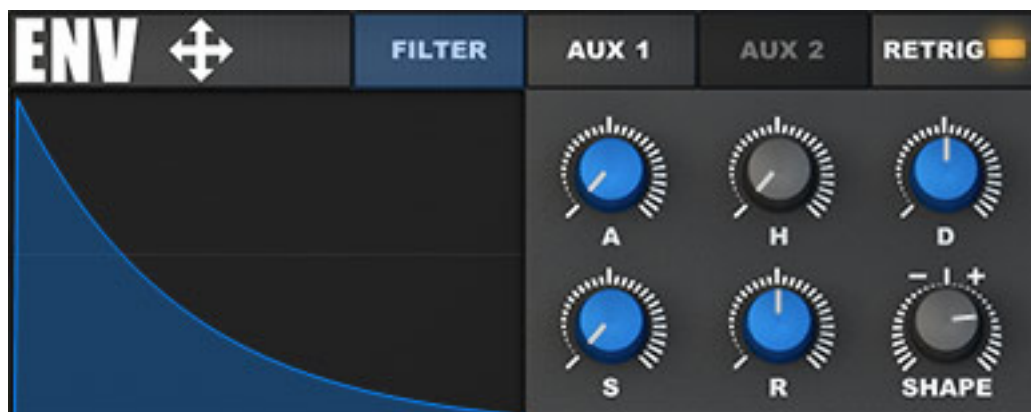 ENV FILTER AUX 1 AUX 2 RETRIG
A H D
− +
S R SHAPE